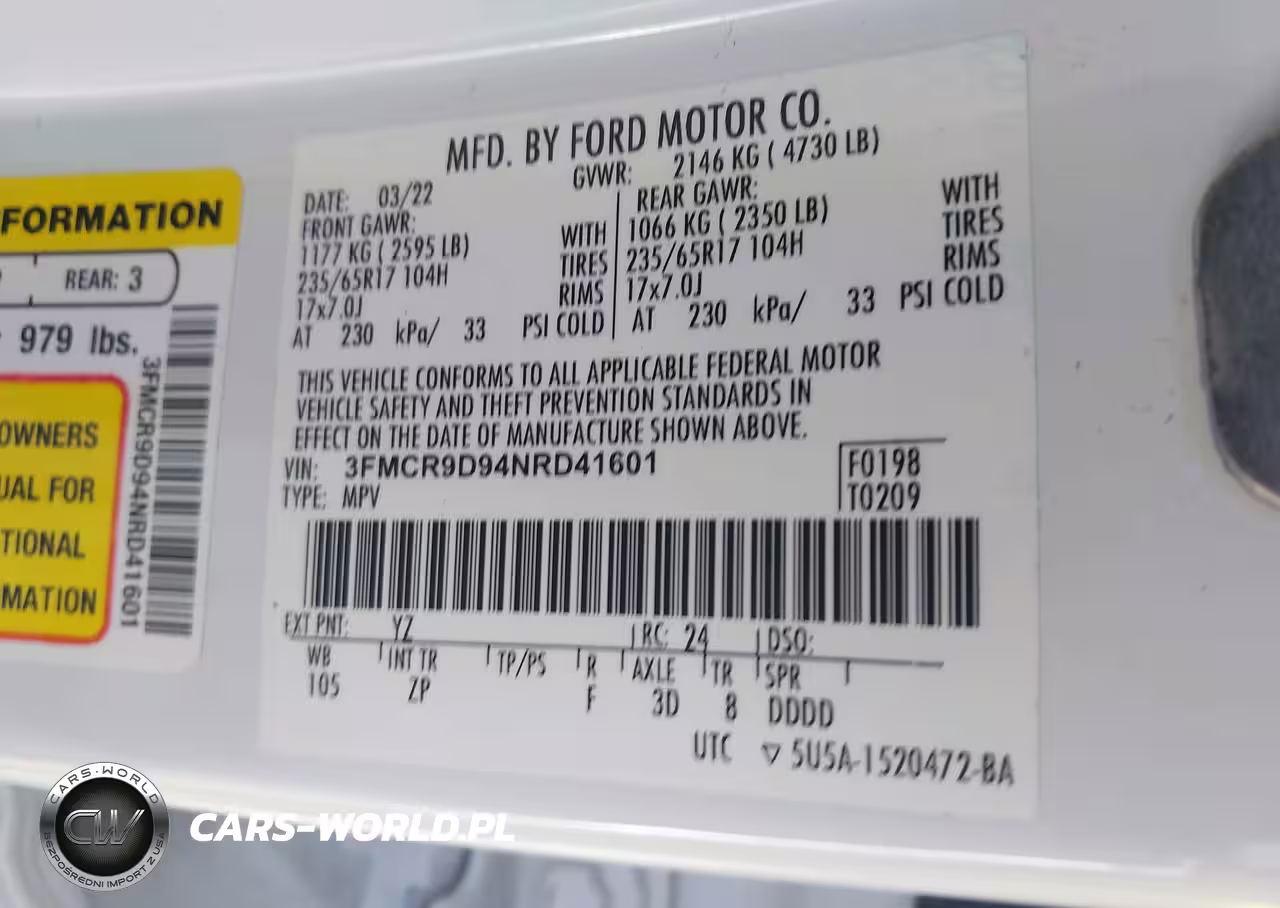 FORMATION
REAR: 3
979 lbs.
OWNERS
UAL FOR
TIONAL
MATION
3FMCR9D94NRD41601
MFD. BY FORD MOTOR CO.
DATE: 03/22 GVWR: 2146 KG ( 4730 LB)
FRONT GAWR: REAR GAWR:
1177 KG ( 2595 LB) WITH 1066 KG ( 2350 LB) WITH
235/65R17 104H TIRES 235/65R17 104H TIRES
17x7.0J RIMS 17x7.0J RIMS
AT 230 kPa/ 33 PSI COLD AT 230 kPa/ 33 PSI COLD
THIS VEHICLE CONFORMS TO ALL APPLICABLE FEDERAL MOTOR
VEHICLE SAFETY AND THEFT PREVENTION STANDARDS IN
EFFECT ON THE DATE OF MANUFACTURE SHOWN ABOVE.
VIN: 3FMCR9D94NRD41601 F0198
TYPE: MPV T0209
EXT PNT: YZ RC: 24 DSO:
WB INT TR TP/PS R AXLE TR SPR
105 ZP F 3D 8 DDDD
UTC ▽ 5U5A-1520472-BA
CARS-WORLD
CW
BEZPOŚREDNI IMPORT Z USA
CARS-WORLD.PL